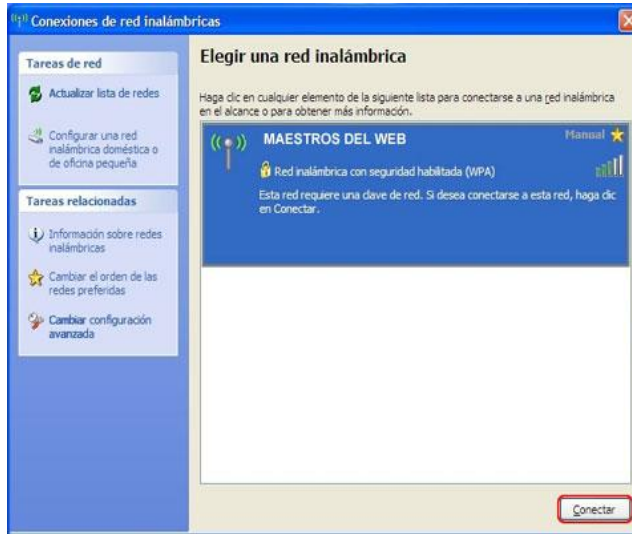 Conexiones de red inalámbricas
Tareas de red
Actualizar lista de redes
Configurar una red
inalámbrica doméstica o
de oficina pequeña
Tareas relacionadas
Información sobre redes
inalámbricas
Cambiar el orden de las
redes preferidas
Cambiar configuración
avanzada
Elegir una red inalámbrica
Haga clic en cualquier elemento de la siguiente lista para conectarse a una red inalámbrica
en el alcance o para obtener más información.
MAESTROS DEL WEB
Manual
Red inalámbrica con seguridad habilitada (WPA)
Esta red requiere una clave de red. Si desea conectarse a esta red, haga clic
en Conectar.
Conectar